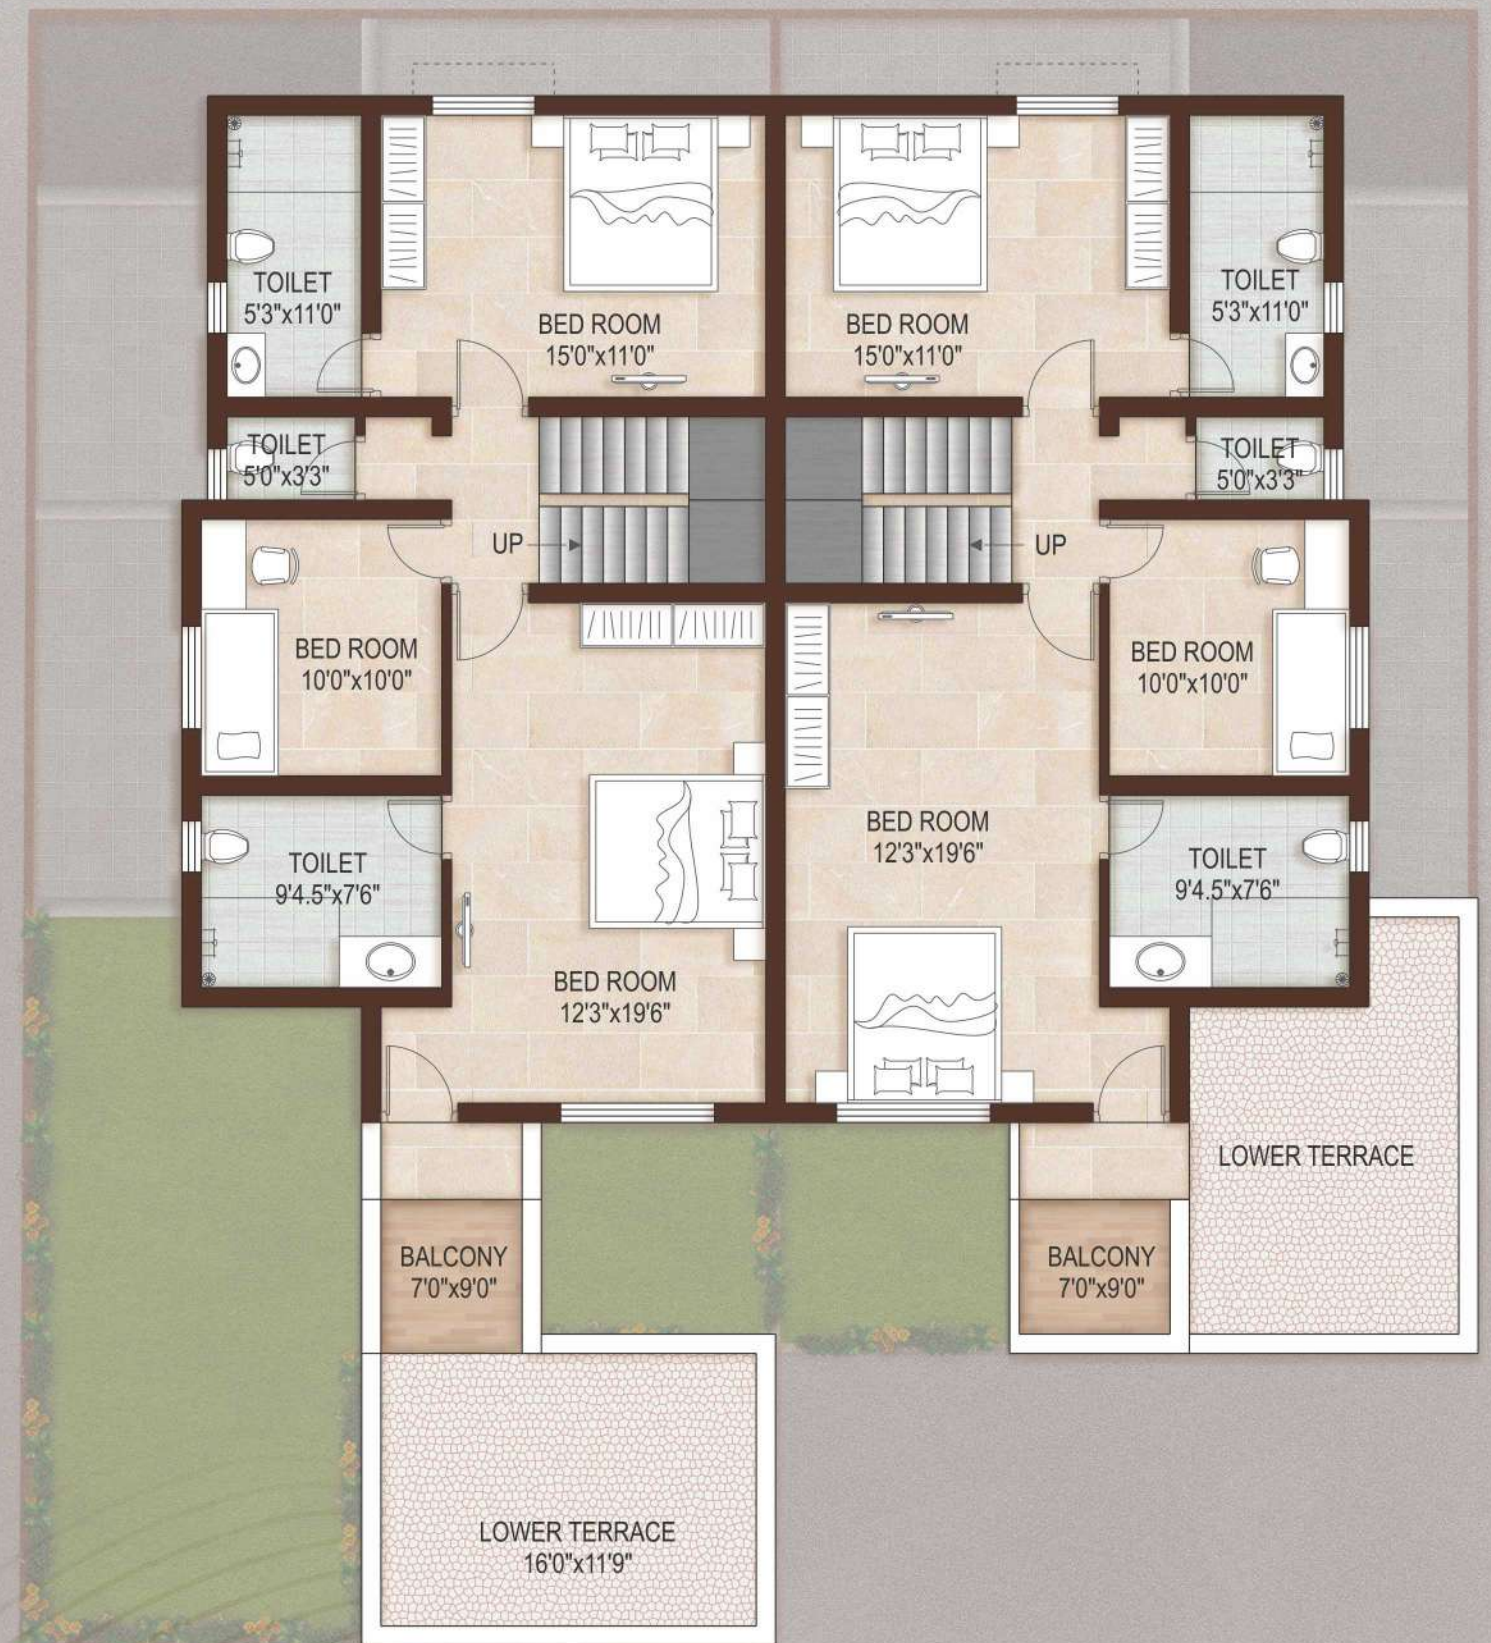 TOILET
5'3"x11'0"
BED ROOM
15'0"x11'0"
BED ROOM
15'0"x11'0"
TOILET
5'3"x11'0"
TOILET
5'0"x3'3"
TOILET
5'0"x3'3"
UP
UP
BED ROOM
10'0"x10'0"
BED ROOM
10'0"x10'0"
BED ROOM
12'3"x19'6"
TOILET
9'4.5"x7'6"
TOILET
9'4.5"x7'6"
BED ROOM
12'3"x19'6"
LOWER TERRACE
BALCONY
7'0"x9'0"
BALCONY
7'0"x9'0"
LOWER TERRACE
16'0"x11'9"